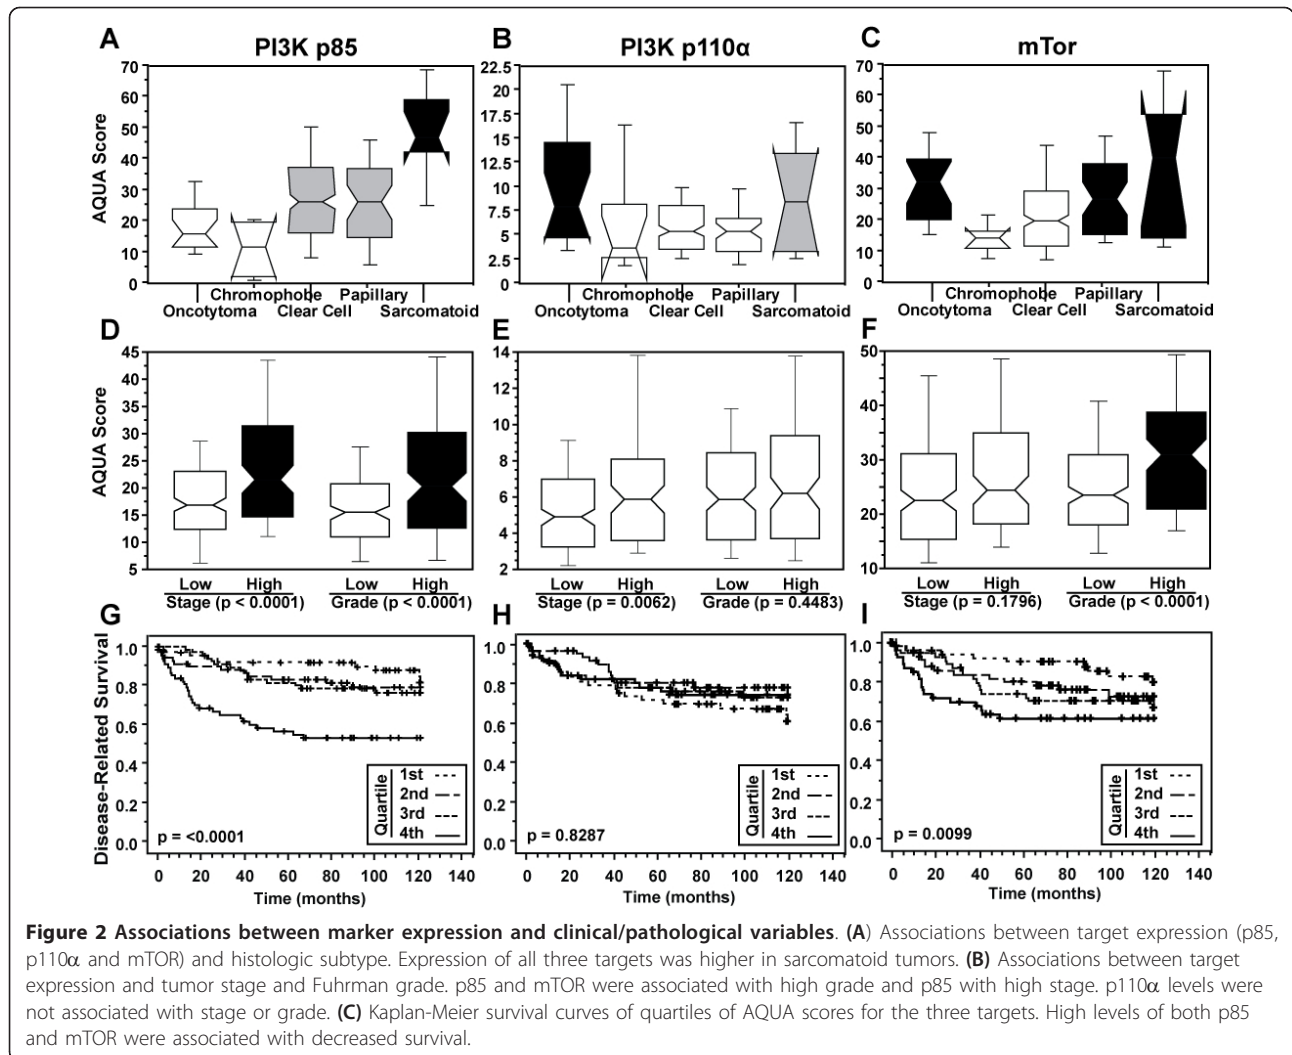 A PI3K p85
B PI3K p110α
C mTor
AQUA Score
70
60
50
40
30
20
10
0
22.5
20
17.5
15
12.5
10
7.5
5
2.5
0
70
60
50
40
30
20
10
0
Chromophobe Papillary
Oncotytoma Clear Cell Sarcomatoid
Chromophobe Papillary
Oncotytoma Clear Cell Sarcomatoid
Chromophobe Papillary
Oncotytoma Clear Cell Sarcomatoid
D
E
F
AQUA Score
45
40
35
30
25
20
15
10
5
14
12
10
8
6
4
2
50
40
30
20
10
Low High Low High
Stage (p < 0.0001) Grade (p < 0.0001)
Low High Low High
Stage (p = 0.0062) Grade (p = 0.4483)
Low High Low High
Stage (p = 0.1796) Grade (p < 0.0001)
G
H
I
Disease-Related Survival
1.0
0.8
0.6
0.4
0.2
0.0
p = <0.0001
Quartile
1st
2nd
3rd
4th
0 20 40 60 80 100 120 140
Time (months)
1.0
0.8
0.6
0.4
0.2
0.0
p = 0.8287
Quartile
1st
2nd
3rd
4th
0 20 40 60 80 100 120 140
Time (months)
1.0
0.8
0.6
0.4
0.2
0.0
p = 0.0099
Quartile
1st
2nd
3rd
4th
0 20 40 60 80 100 120 140
Time (months)
Figure 2 Associations between marker expression and clinical/pathological variables. (A) Associations between target expression (p85,
p110α and mTOR) and histologic subtype. Expression of all three targets was higher in sarcomatoid tumors. (B) Associations between target
expression and tumor stage and Fuhrman grade. p85 and mTOR were associated with high grade and p85 with high stage. p110α levels were
not associated with stage or grade. (C) Kaplan-Meier survival curves of quartiles of AQUA scores for the three targets. High levels of both p85
and mTOR were associated with decreased survival.